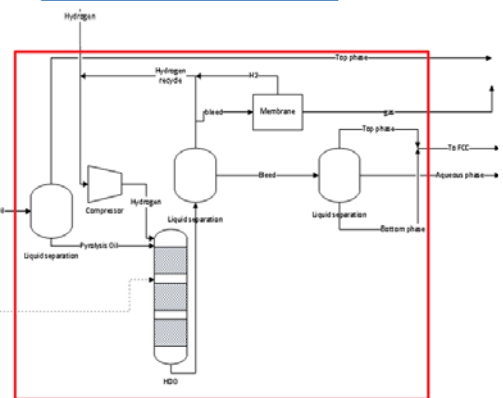 Hydrogen
Top phase
Hydrogen
recycle
H2
bleed
Membrane
gas
Top phase
To FCC
Compressor
Hydrogen
Bleed
Aqueous phase
Liquid separation
Liquid separation
Bottom phase
Pyrolysis Oil
Liquid separation
HDO